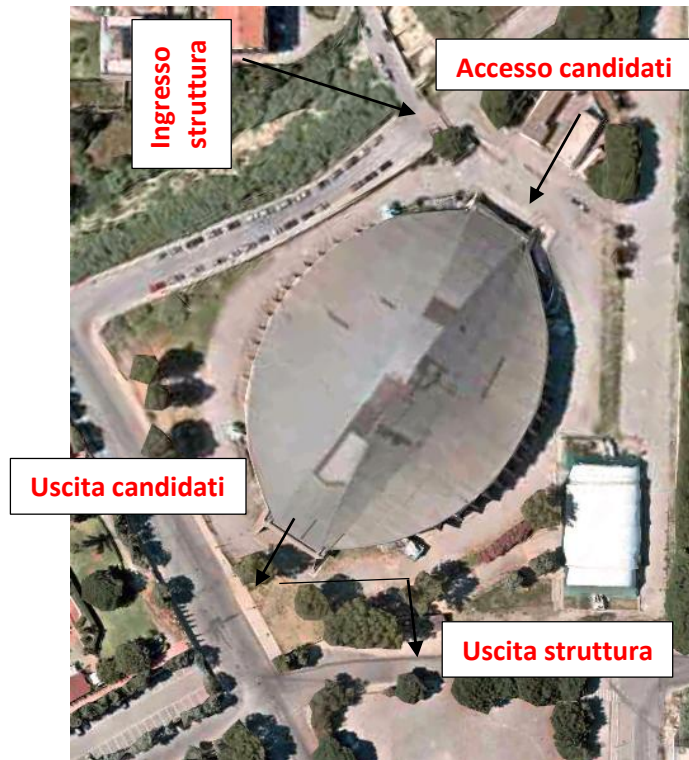 Ingresso
struttura
Accesso candidati
Uscita candidati
Uscita struttura